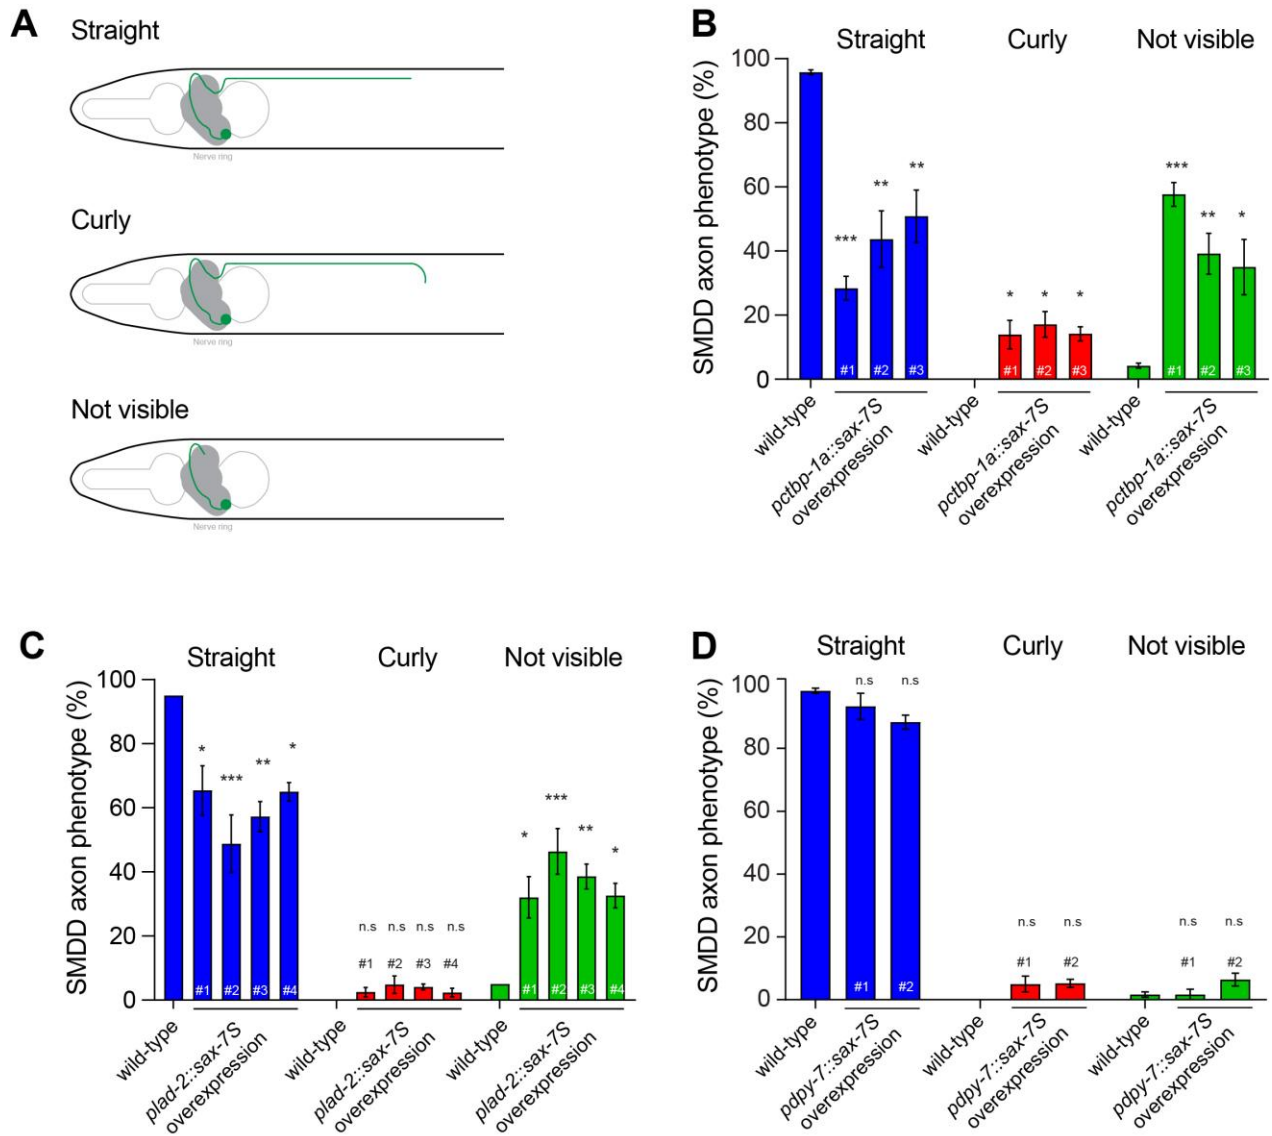 A
Straight
Nerve ring
Curly
Nerve ring
Not visible
Nerve ring
B
Straight Curly Not visible
SMDD axon phenotype (%)
100
80
60
40
20
0
*** ** **
* * *
*** ** *
#1 #2 #3
#1 #2 #3
#1 #2 #3
wild-type
pctbp-1a::sax-7S
overexpression
wild-type
pctbp-1a::sax-7S
overexpression
wild-type
pctbp-1a::sax-7S
overexpression
C
Straight Curly Not visible
SMDD axon phenotype (%)
100
80
60
40
20
0
* *** ** *
n.s n.s n.s n.s
* *** ** *
#1 #2 #3 #4
#1 #2 #3 #4
#1 #2 #3 #4
wild-type
plad-2::sax-7S
overexpression
wild-type
plad-2::sax-7S
overexpression
wild-type
plad-2::sax-7S
overexpression
D
Straight Curly Not visible
SMDD axon phenotype (%)
100
80
60
40
20
0
n.s n.s
n.s n.s
n.s n.s
#1 #2
#1 #2
#1 #2
wild-type
pdpy-7::sax-7S
overexpression
wild-type
pdpy-7::sax-7S
overexpression
wild-type
pdpy-7::sax-7S
overexpression